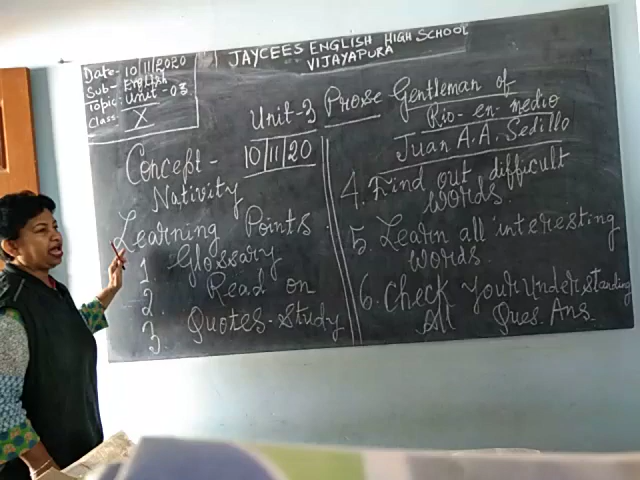 JAYCEES ENGLISH HIGH SCHOOL
VIJAYAPURA
Date- 10/11/2020
Sub- English
Topic: Unit-03
Class- X
Unit-3 Prose Gentleman of
Rio-en-medio
10/11/20
Juan A.A. Sedillo
Concept-
Nativity
Learning Points
1. Glossary
2. Read on
3. Quotes-Study
4. Find out difficult
words.
5. Learn all interesting
words.
6. Check your understanding
All Ques. Ans.